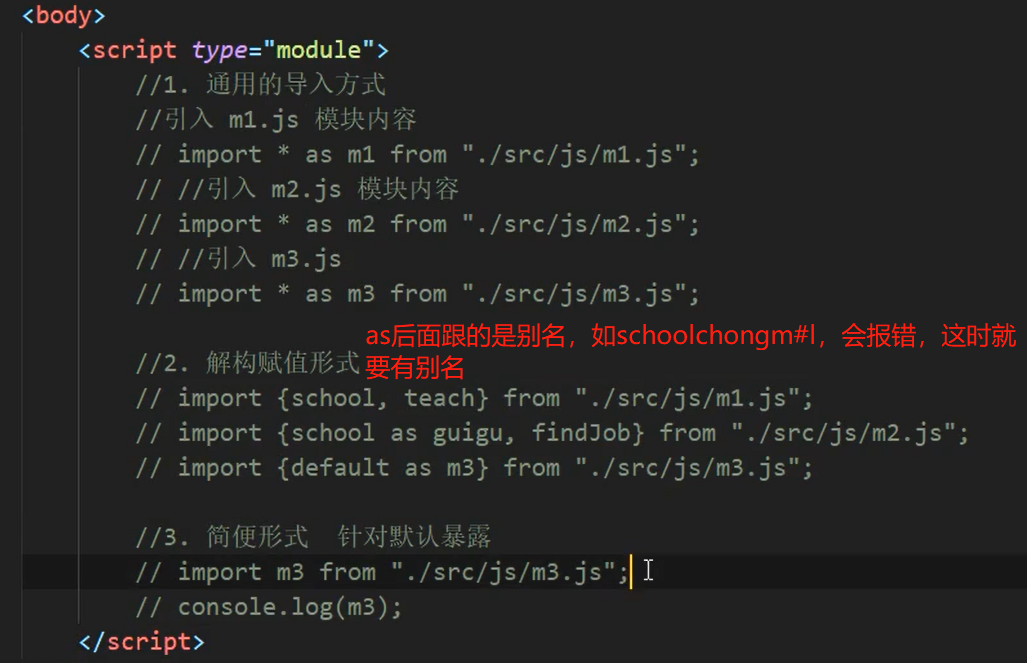 <body>
<script type="module">
//1. 通用的导入方式
//引入 m1.js 模块内容
// import * as m1 from "./src/js/m1.js";
// //引入 m2.js 模块内容
// import * as m2 from "./src/js/m2.js";
// //引入 m3.js
// import * as m3 from "./src/js/m3.js";
as后面跟的是别名，如schoolchongm#l，会报错，这时就
要有别名
//2. 解构赋值形式
// import {school, teach} from "./src/js/m1.js";
// import {school as guigu, findJob} from "./src/js/m2.js";
// import {default as m3} from "./src/js/m3.js";
//3. 简便形式  针对默认暴露
// import m3 from "./src/js/m3.js";
// console.log(m3);
</script>